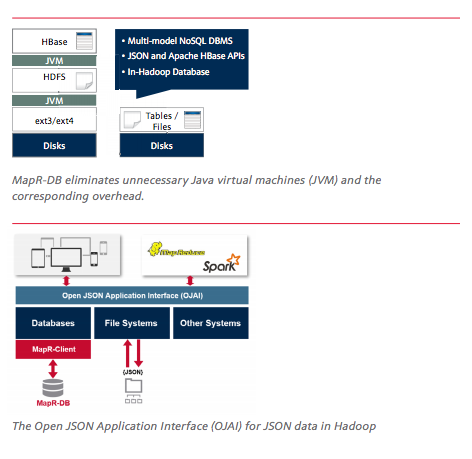 HBase
JVM
HDFS
JVM
ext3/ext4
Disks
• Multi-model NoSQL DBMS
• JSON and Apache HBase APIs
• In-Hadoop Database
Tables /
Files
Disks
MapR-DB eliminates unnecessary Java virtual machines (JVM) and the
corresponding overhead.
MapReduce
Spark
Open JSON Application Interface (OJAI)
Databases
File Systems
Other Systems
MapR-Client
(JSON)
MapR-DB
The Open JSON Application Interface (OJAI) for JSON data in Hadoop